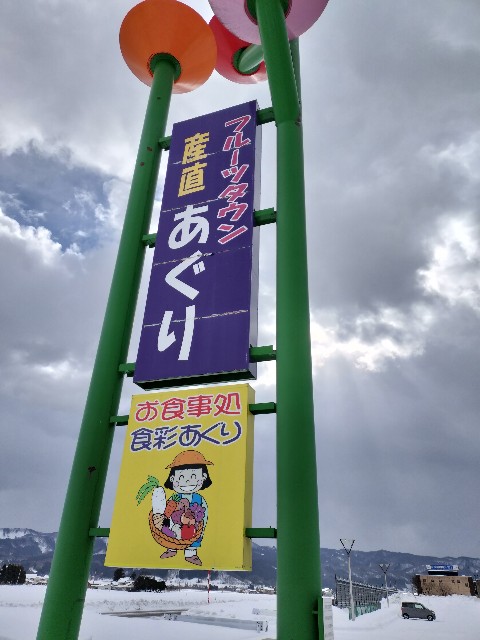 フルーツタウン
産直
あぐり
お食事処
食彩あぐり